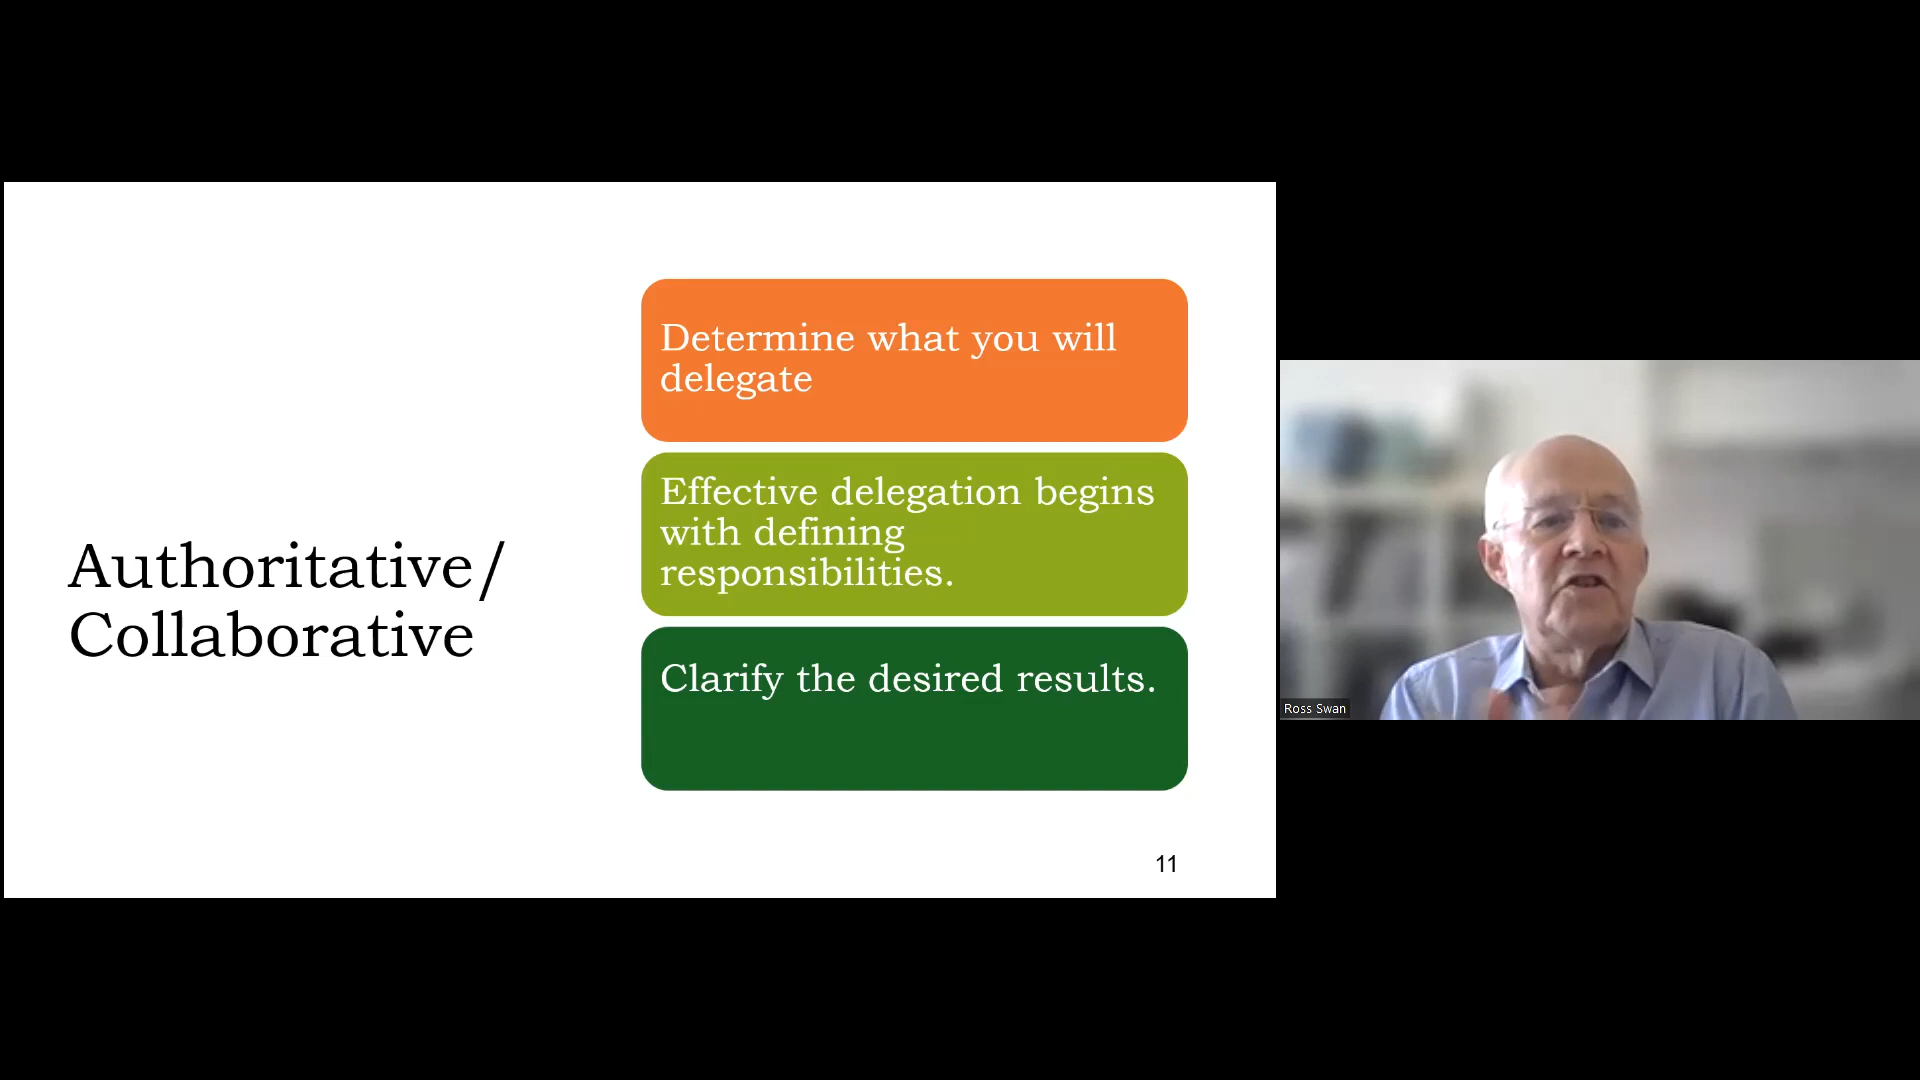 Authoritative/
Collaborative
Determine what you will
delegate
Effective delegation begins
with defining
responsibilities.
Clarify the desired results.
11
Ross Swan